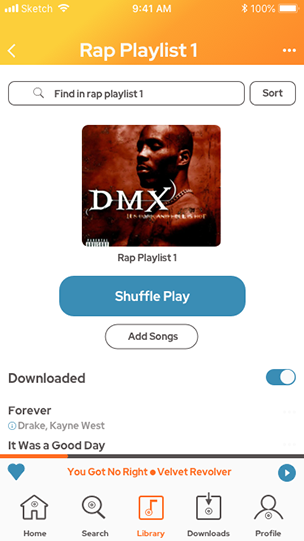 Sketch 9:41 AM 100%
Rap Playlist 1
Find in rap playlist 1 Sort
DMX
IT'S DARK AND HELL IS HOT
PARENTAL
ADVISORY
Rap Playlist 1
Shuffle Play
Add Songs
Downloaded
Forever
Drake, Kayne West
It Was a Good Day
You Got No Right • Velvet Revolver
Home Search Library Downloads Profile